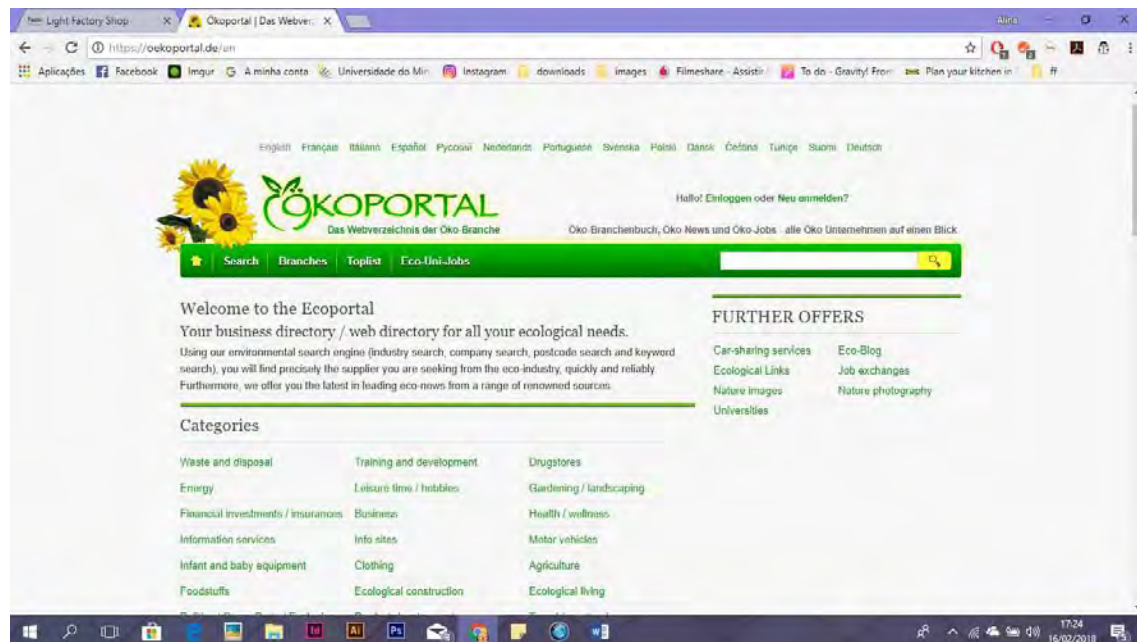 Light Factory Shop Ökoportal | Das Webver
https://oekoportal.de/en
Aplicações Facebook Imgur A minha conta Universidade do Min Instagram downloads images Filmeshare - Assistir To do - Gravity! From Plan your kitchen in ff
English Français Italiano Español Русский Nederlands Portuguese Svenska Polski Dansk Čeština Türkçe Suomi Deutsch
ÖKOPORTAL
Das Webverzeichnis der Öko-Branche
Hallo! Einloggen oder Neu anmelden?
Öko-Branchenbuch, Öko-News und Öko-Jobs - alle Öko Unternehmen auf einen Blick
Search Branches Toplist Eco-Uni-Jobs
Welcome to the Ecoportal
Your business directory / web directory for all your ecological needs.
Using our environmental search engine (industry search, company search, postcode search and keyword
search), you will find precisely the supplier you are seeking from the eco-industry, quickly and reliably.
Furthermore, we offer you the latest in leading eco-news from a range of renowned sources.
FURTHER OFFERS
Car-sharing services Eco-Blog
Ecological Links Job exchanges
Nature images Nature photography
Universities
Categories
Waste and disposal Training and development Drugstores
Energy Leisure time / hobbies Gardening / landscaping
Financial investments / insurances Business Health / wellness
Information services Info sites Motor vehicles
Infant and baby equipment Clothing Agriculture
Foodstuffs Ecological construction Ecological living
17:24
16/02/2018